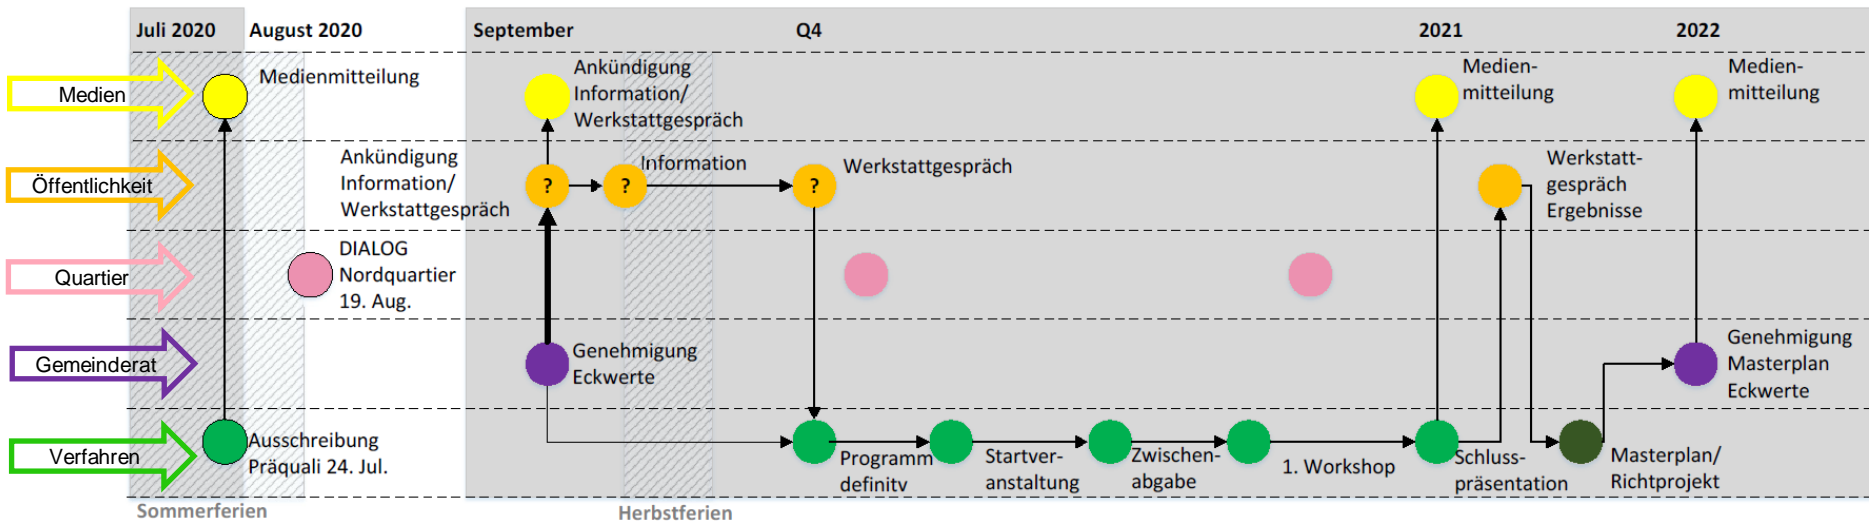 Juli 2020
August 2020
September
Q4
2021
2022
Medien
Medienmitteilung
Ankündigung
Information/
Werkstattgespräch
Medien-
mitteilung
Medien-
mitteilung
Öffentlichkeit
Ankündigung
Information/
Werkstattgespräch
?
?
Information
?
Werkstattgespräch
Werkstatt-
gespräch
Ergebnisse
Quartier
DIALOG
Nordquartier
19. Aug.
Gemeinderat
Genehmigung
Eckwerte
Genehmigung
Masterplan
Eckwerte
Verfahren
Ausschreibung
Präquali 24. Jul.
Programm
definitv
Startver-
anstaltung
Zwischen-
abgabe
1. Workshop
Schluss-
präsentation
Masterplan/
Richtprojekt
Sommerferien
Herbstferien